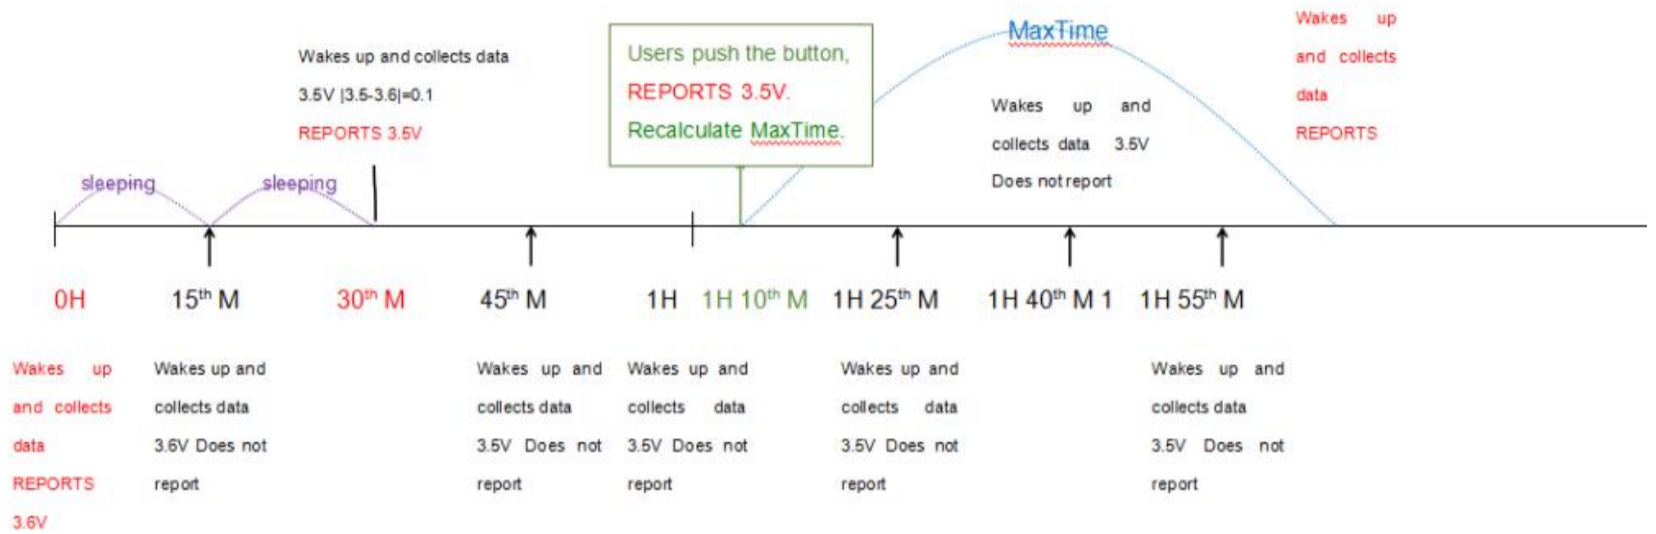 Wakes up and collects data
3.5V |3.5-3.6|=0.1
REPORTS 3.5V
Users push the button,
REPORTS 3.5V.
Recalculate MaxTime.
MaxTime
Wakes up and
collects data 3.5V
Does not report
Wakes up
and collects
data
REPORTS
sleeping
sleeping
0H
15th M
30th M
45th M
1H
1H 10th M
1H 25th M
1H 40th M 1
1H 55th M
Wakes up
and collects
data
REPORTS
3.6V
Wakes up and
collects data
3.6V Does not
report
Wakes up and
collects data
3.5V Does not
report
Wakes up and
collects data
3.5V Does not
report
Wakes up and
collects data
3.5V Does not
report
Wakes up and
collects data
3.5V Does not
report